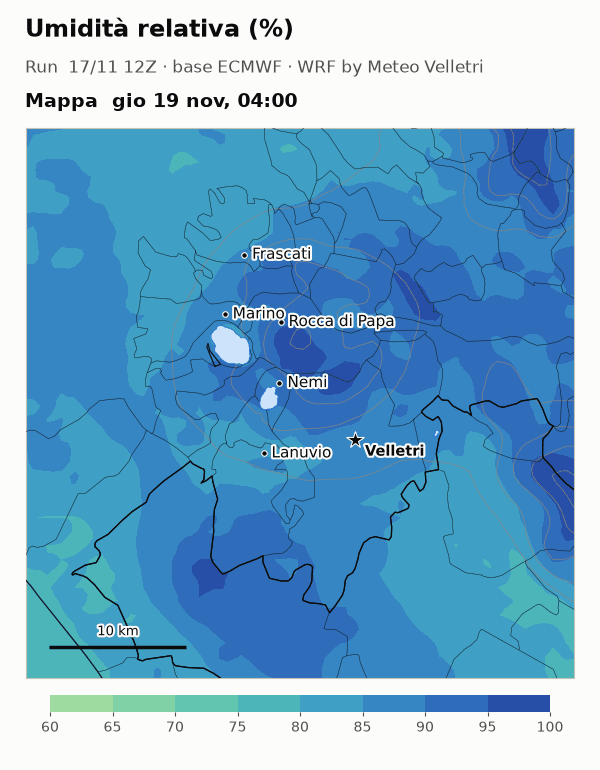 Umidità relativa (%)
Run  17/11 12Z · base ECMWF · WRF by Meteo Velletri
Mappa  gio 19 nov, 04:00
Frascati
Marino
Rocca di Papa
Nemi
Velletri
Lanuvio
10 km
60 65 70 75 80 85 90 95 100